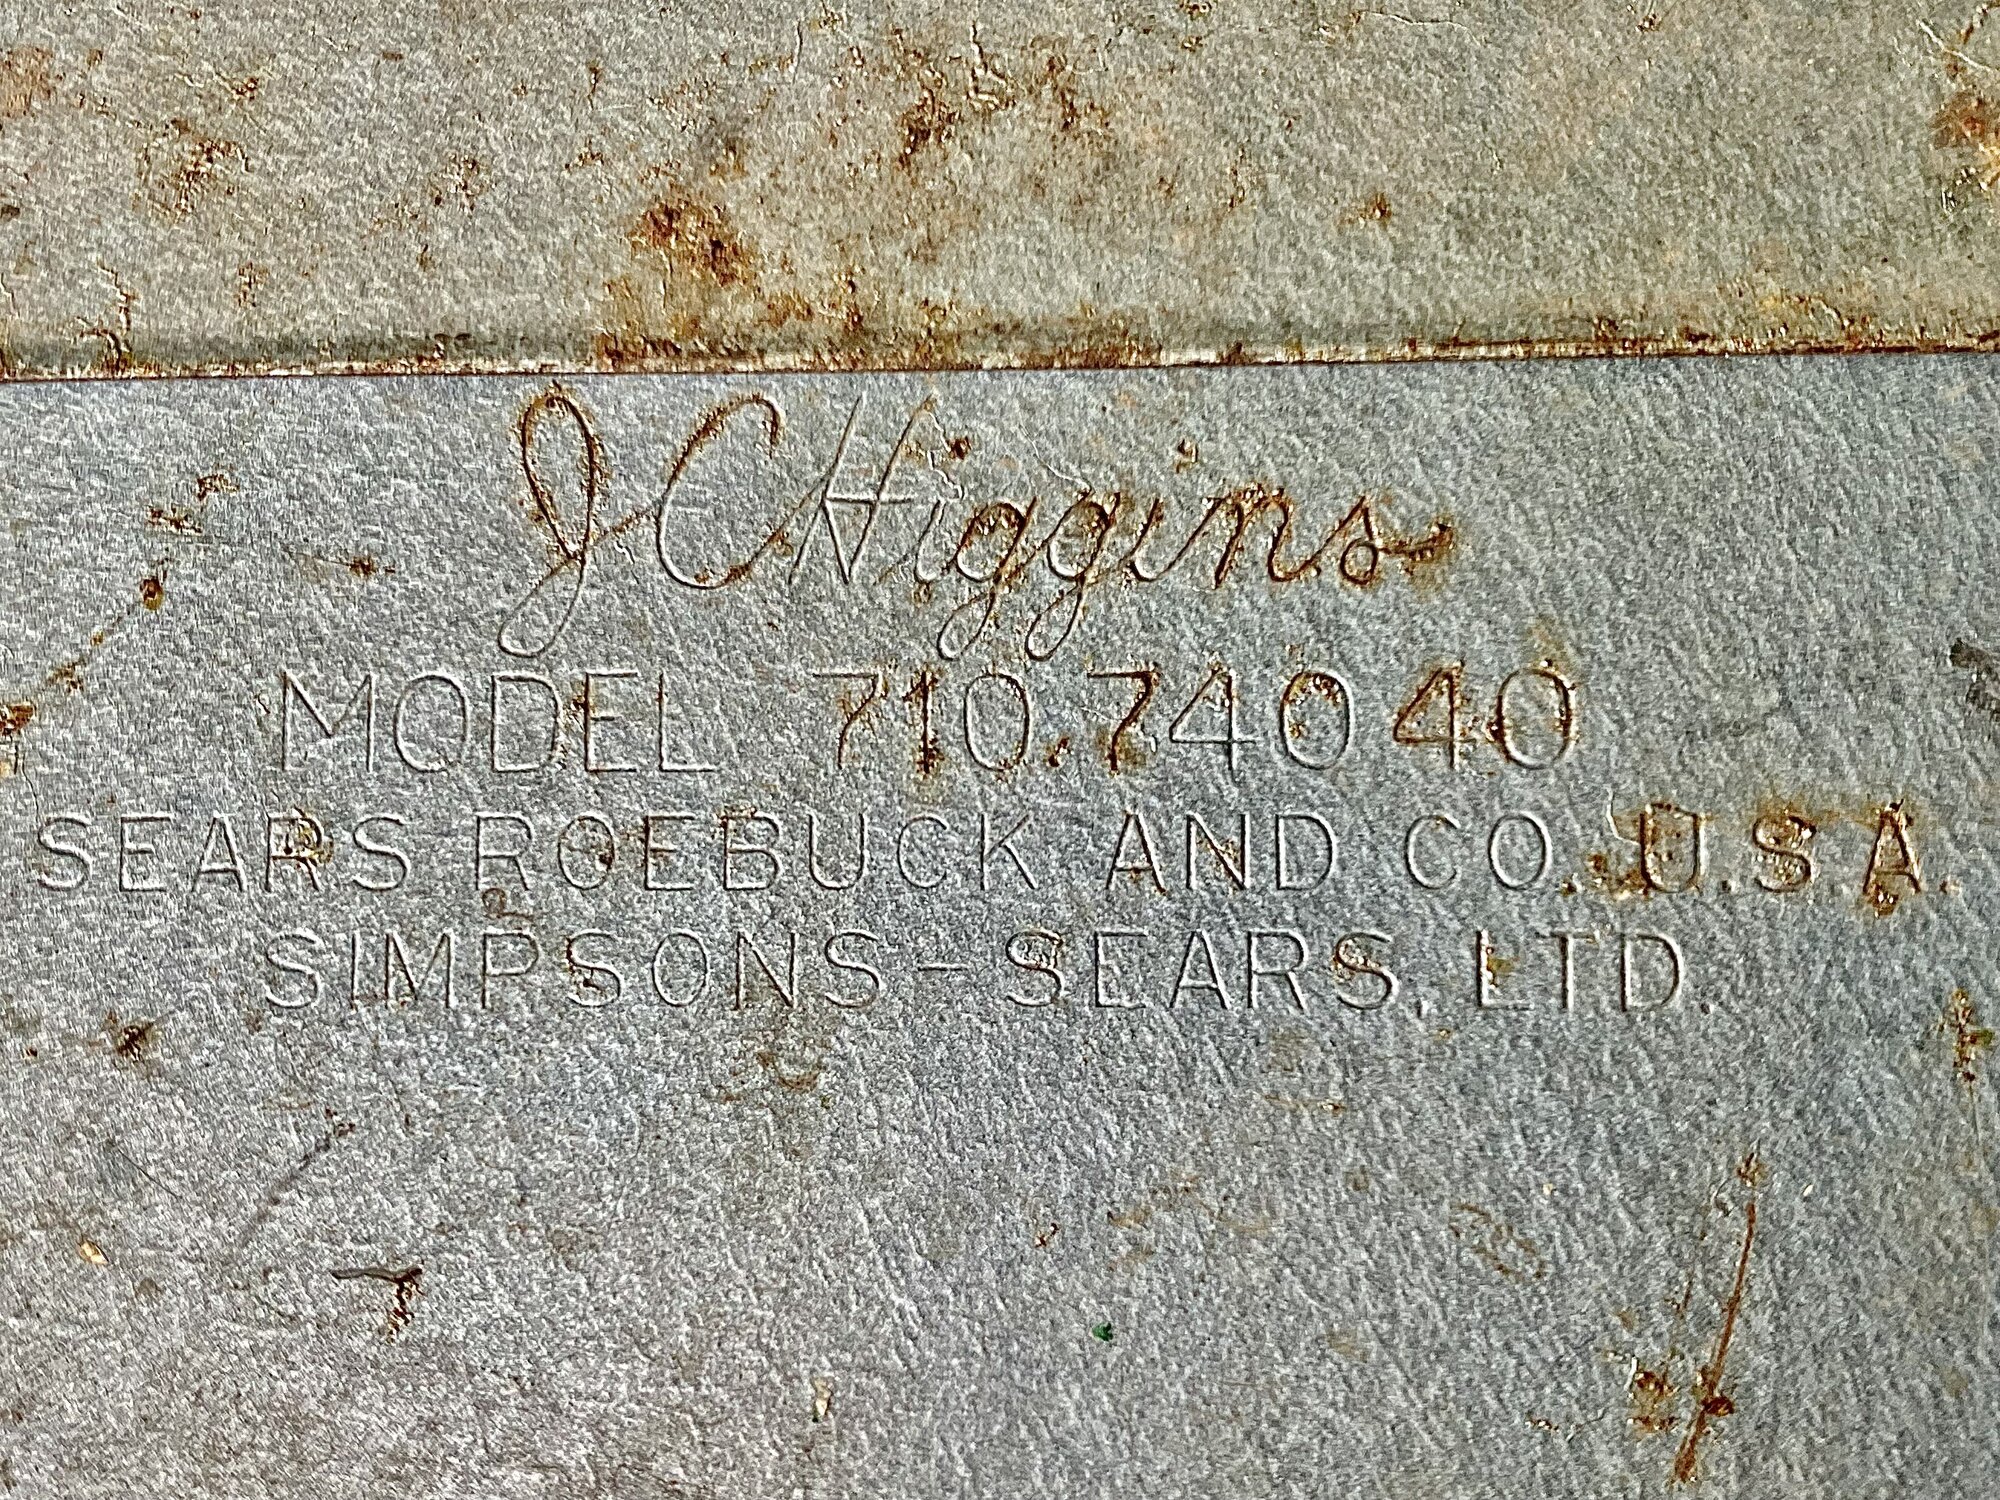 J C Higgins
MODEL 710.74040
SEARS ROEBUCK AND CO. U.S.A.
SIMPSONS-SEARS, LTD.